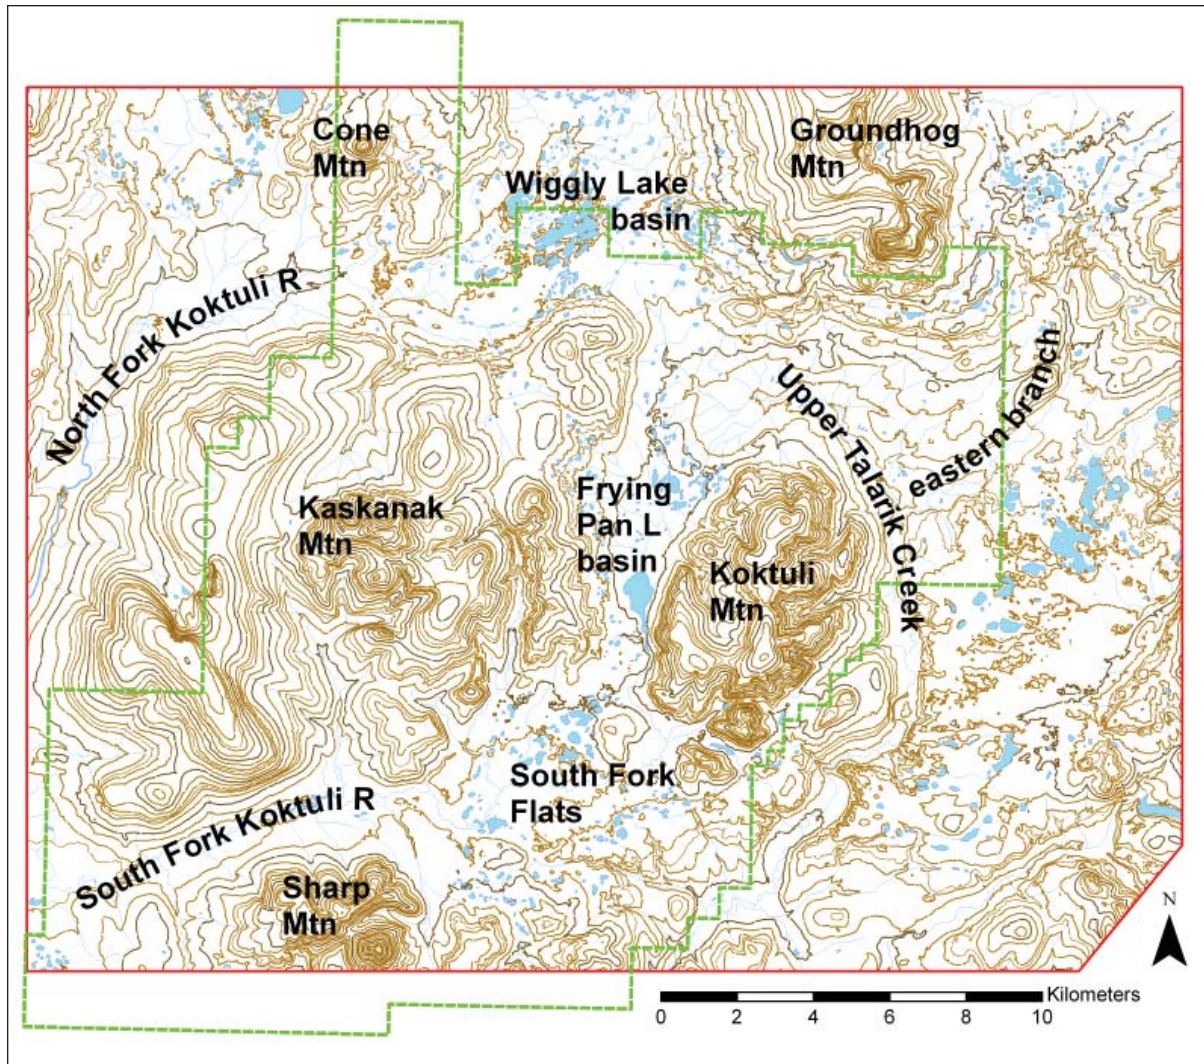 Cone
Mtn
Groundhog
Mtn
Wiggly Lake
basin
North Fork Koktuli R
Upper Talarik Creek
eastern branch
Kaskanak
Mtn
Frying
Pan L
basin
Koktuli
Mtn
South Fork
Flats
South Fork Koktuli R
Sharp
Mtn
N
Kilometers
0 2 4 6 8 10